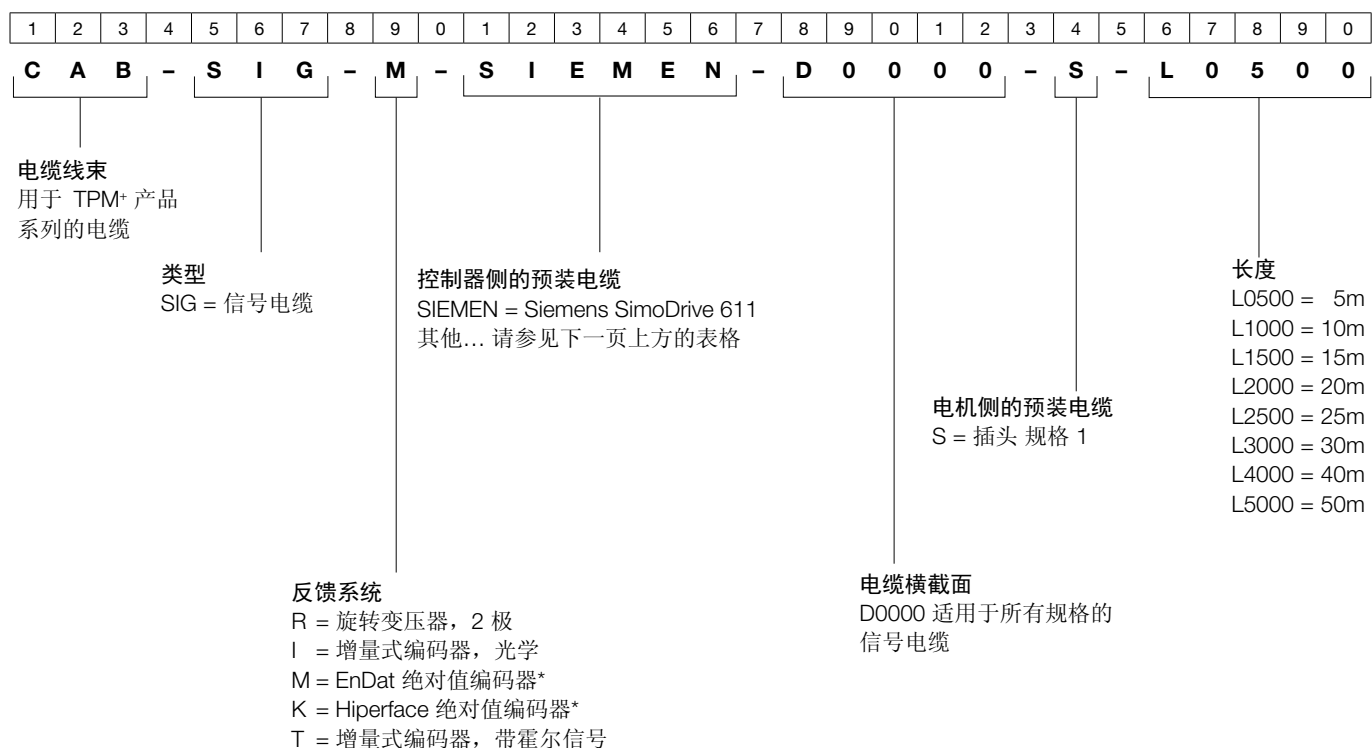 1 2 3 4 5 6 7 8 9 0 1 2 3 4 5 6 7 8 9 0 1 2 3 4 5 6 7 8 9 0
C A B – S I G – M – S I E M E N – D 0 0 0 0 – S – L 0 5 0 0
电缆线束
用于 TPM+ 产品
系列的电缆
类型
SIG = 信号电缆
控制器侧的预装电缆
SIEMEN = Siemens SimoDrive 611
其他… 请参见下一页上方的表格
长度
L0500 = 5m
L1000 = 10m
L1500 = 15m
L2000 = 20m
L2500 = 25m
L3000 = 30m
L4000 = 40m
L5000 = 50m
电机侧的预装电缆
S = 插头 规格 1
反馈系统
R = 旋转变压器，2 极
I = 增量式编码器，光学
M = EnDat 绝对值编码器*
K = Hiperface 绝对值编码器*
T = 增量式编码器，带霍尔信号
电缆横截面
D0000 适用于所有规格的
信号电缆